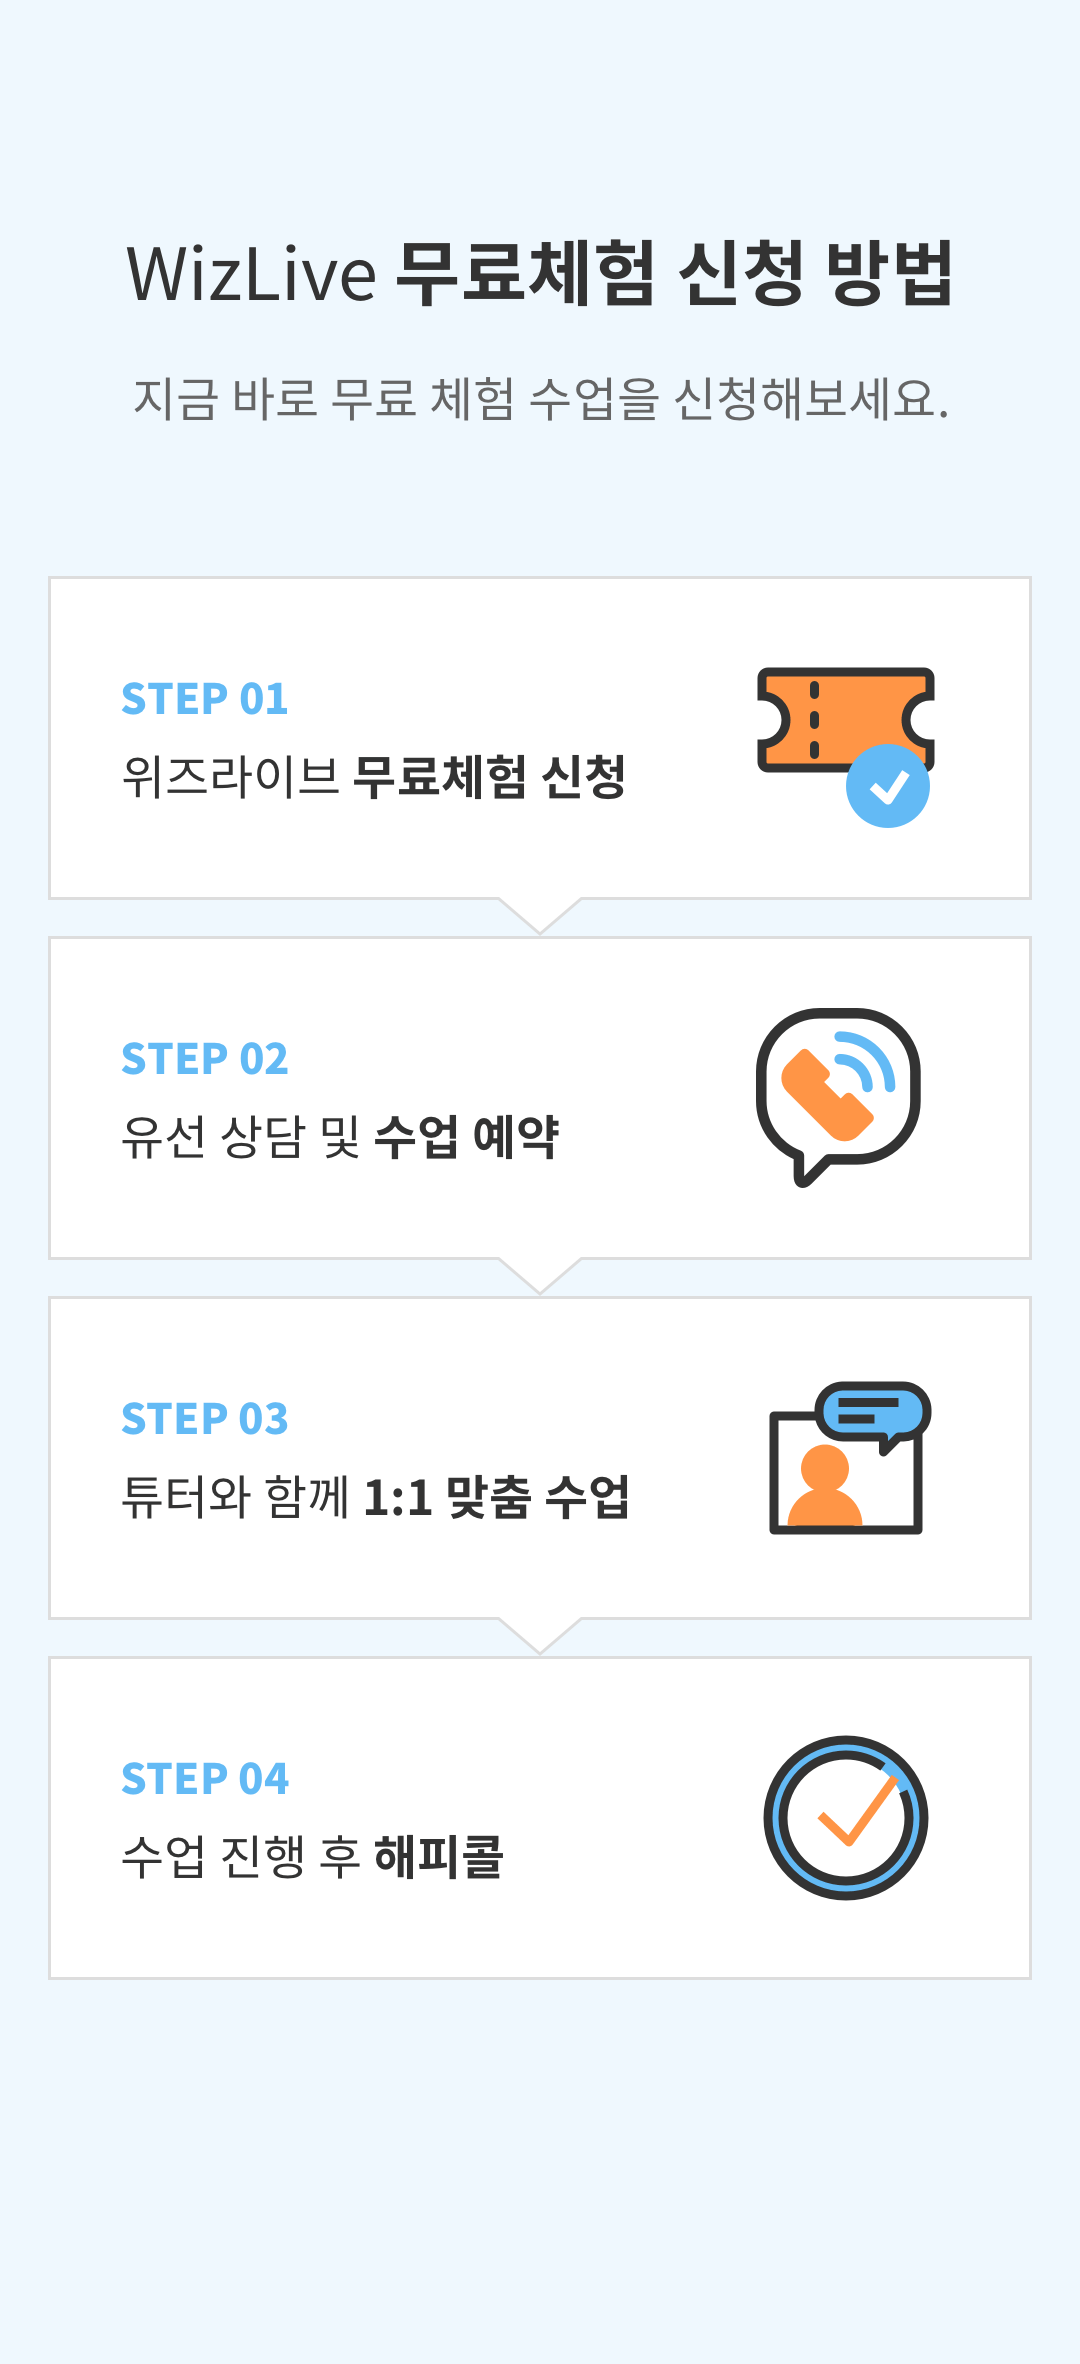 WizLive 무료체험 신청 방법
지금 바로 무료 체험 수업을 신청해보세요.
STEP 01
위즈라이브 무료체험 신청
STEP 02
유선 상담 및 수업 예약
STEP 03
튜터와 함께 1:1 맞춤 수업
STEP 04
수업 진행 후 해피콜